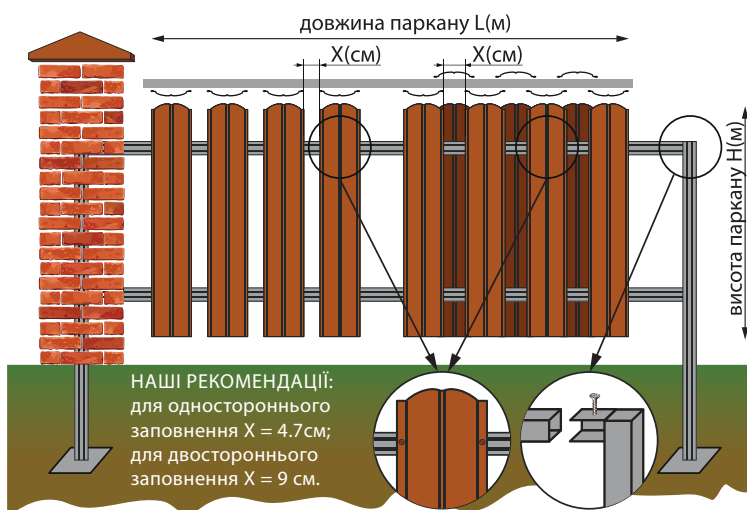 довжина паркану L(м)
X(см)
X(см)
висота паркану H(м)
НАШІ РЕКОМЕНДАЦІЇ:
для одностороннього
заповнення X = 4.7см;
для двостороннього
заповнення X = 9 см.